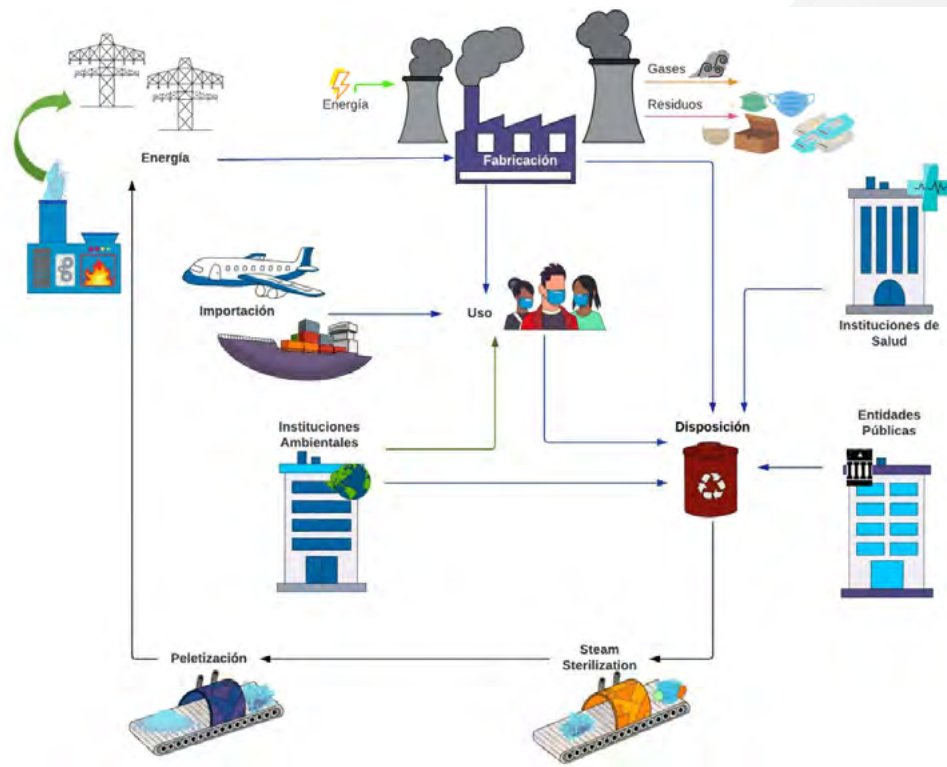 Gases
Energía
Residuos
Energía
Fabricación
Importación
Uso
Instituciones de
Salud
Instituciones
Ambientales
Disposición
Entidades
Públicas
Peletización
Steam
Sterilization